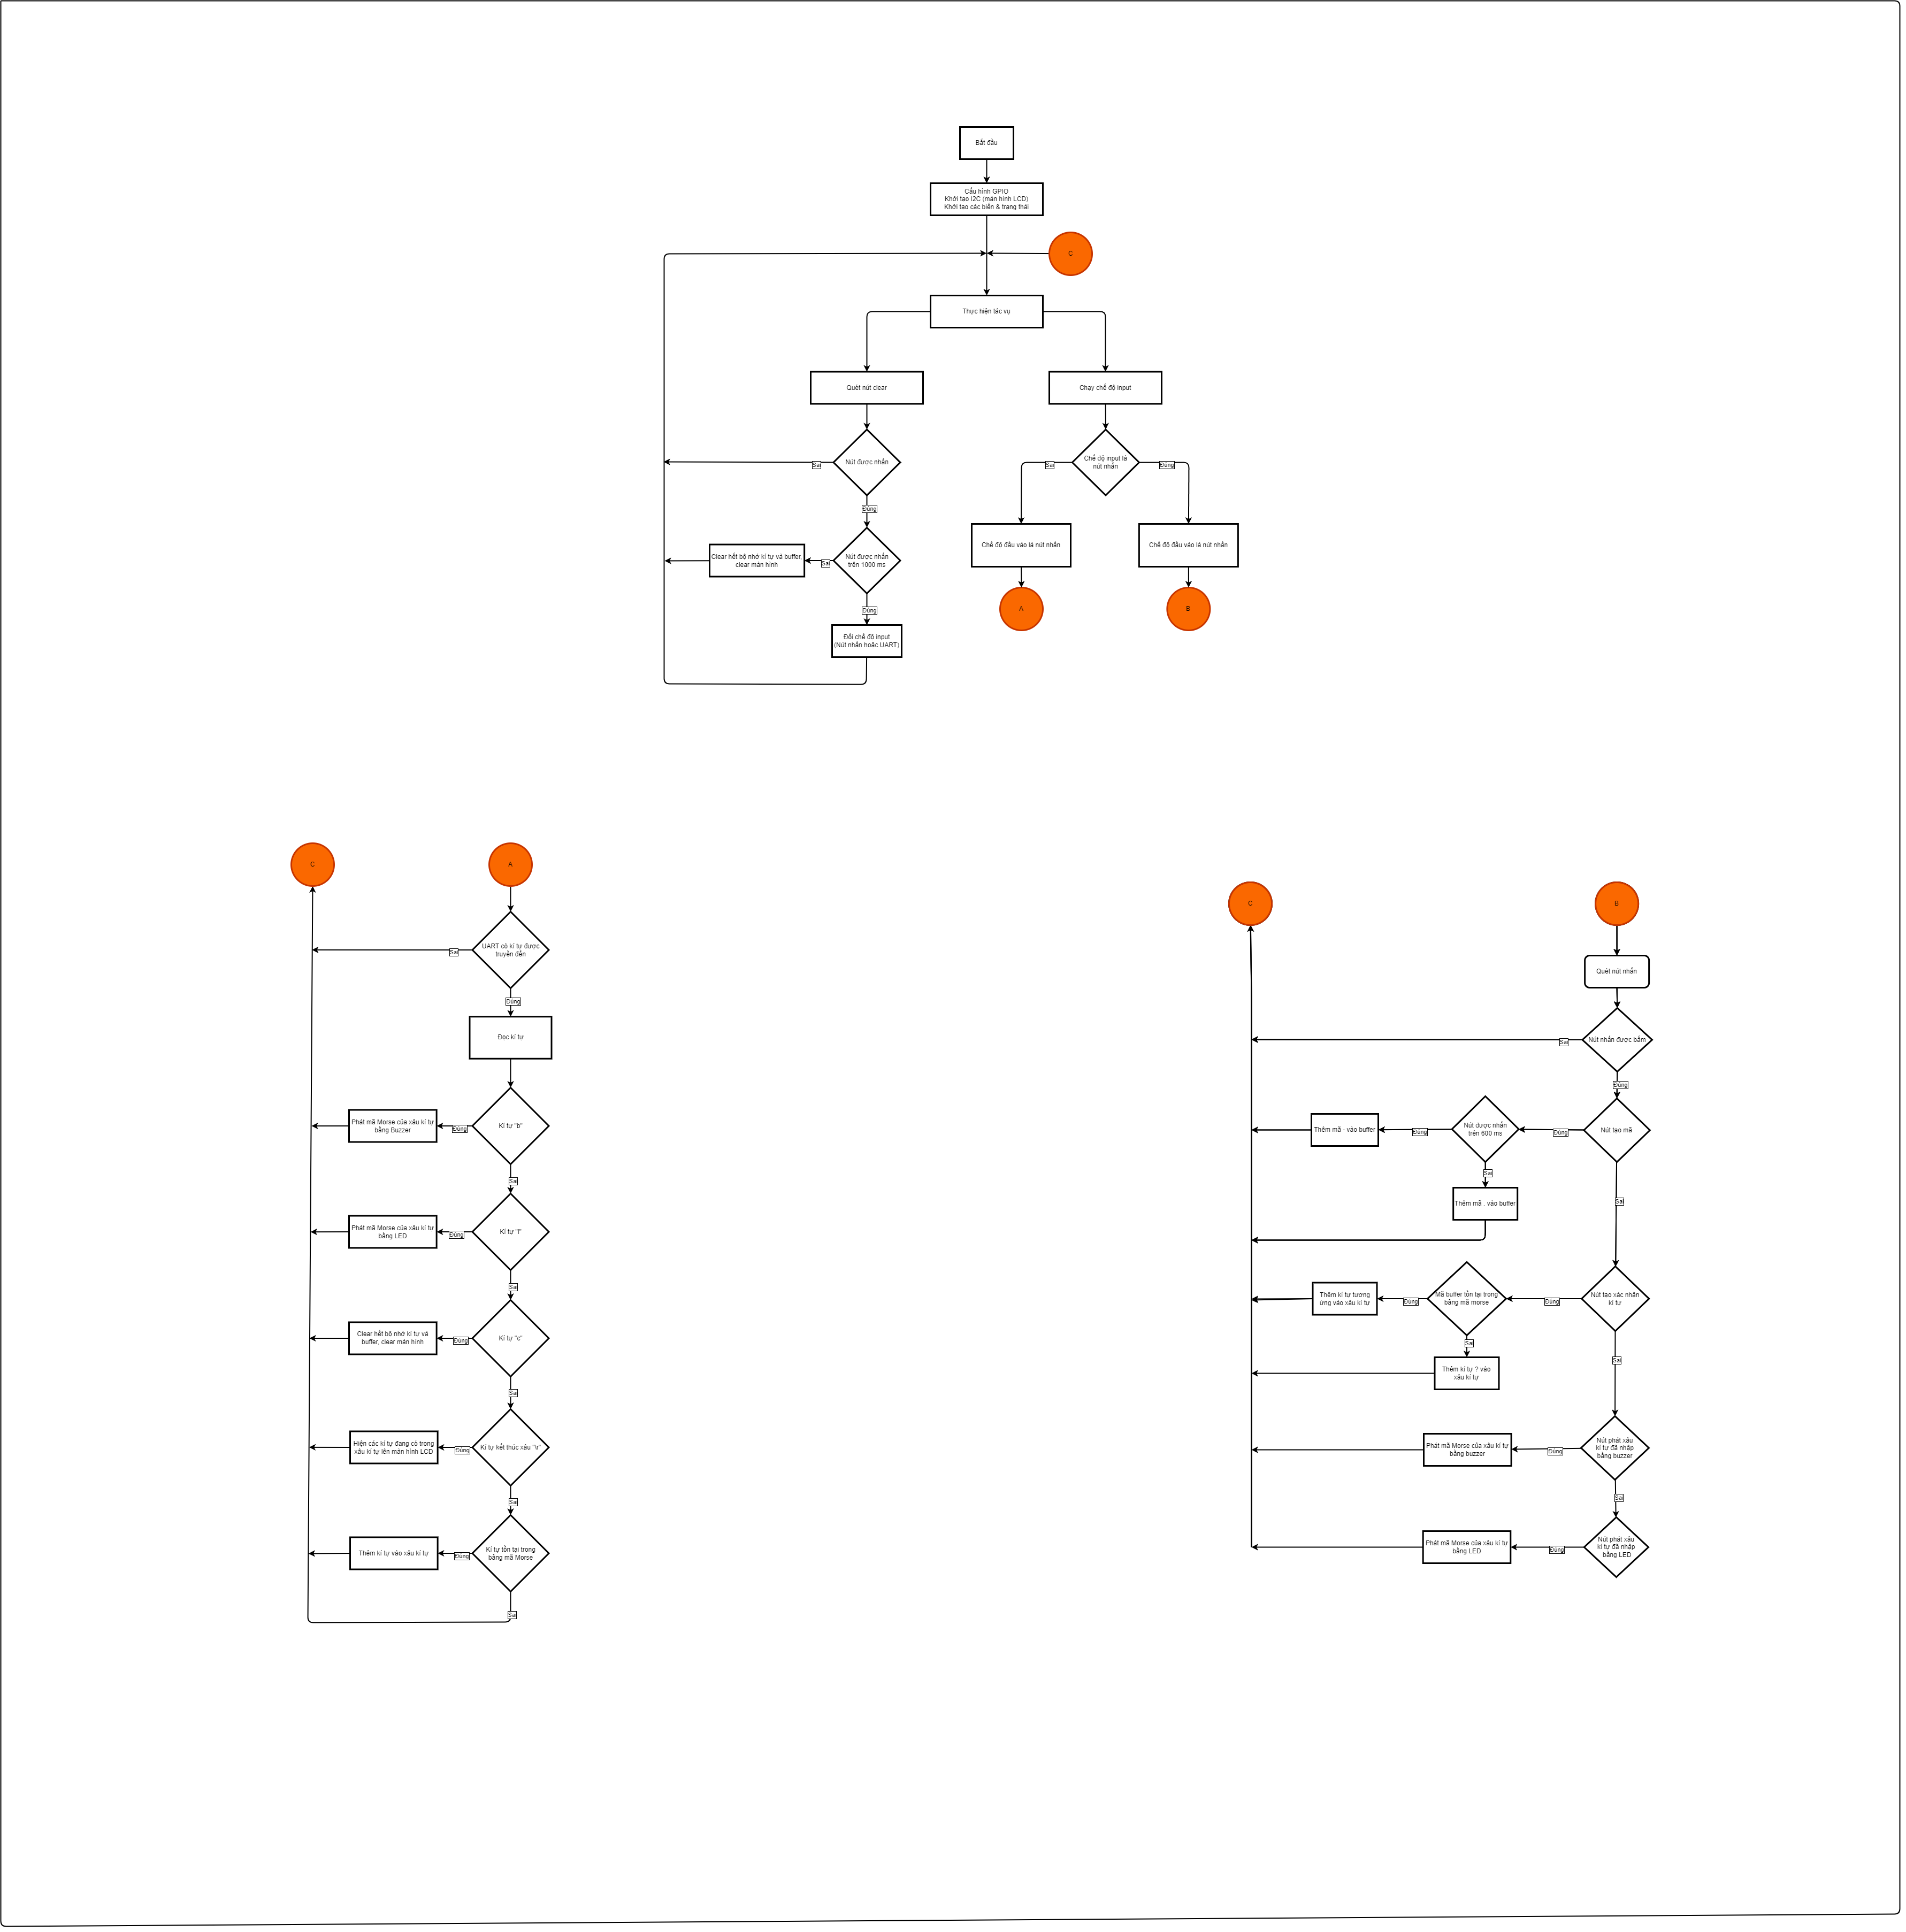 Bắt đầu
Cấu hình GPIO
Khởi tạo I2C (màn hình LCD)
Khởi tạo các biến & trạng thái
C
Thực hiện tác vụ
Quét nút clear
Chạy chế độ input
Nút được nhấn
Sai
Chế độ input là
nút nhấn
Sai
Đúng
Đúng
Chế độ đầu vào là nút nhấn
Chế độ đầu vào là nút nhấn
Clear hết bộ nhớ kí tự và buffer,
clear màn hình
Sai
Nút được nhấn
trên 1000 ms
A
B
Đúng
Đổi chế độ input
(Nút nhấn hoặc UART)
C
A
UART có kí tự được
truyền đến
Sai
Đúng
Đọc kí tự
Phát mã Morse của xâu kí tự
bằng Buzzer
Đúng
Kí tự "b"
Sai
Phát mã Morse của xâu kí tự
bằng LED
Đúng
Kí tự "l"
Sai
Clear hết bộ nhớ kí tự và
buffer, clear màn hình
Đúng
Kí tự "c"
Sai
Hiện các kí tự đang có trong
xâu kí tự lên màn hình LCD
Đúng
Kí tự kết thúc xâu "\r"
Sai
Thêm kí tự vào xâu kí tự
Đúng
Kí tự tồn tại trong
bảng mã Morse
Sai
C
B
Quét nút nhấn
Nút nhấn được bấm
Sai
Đúng
Thêm mã - vào buffer
Đúng
Nút được nhấn
trên 600 ms
Đúng
Nút tạo mã
Sai
Thêm mã . vào buffer
Sai
Thêm kí tự tương
ứng vào xâu kí tự
Đúng
Mã buffer tồn tại trong
bảng mã morse
Đúng
Nút tạo xác nhận
kí tự
Sai
Thêm kí tự ? vào
xâu kí tự
Sai
Phát mã Morse của xâu kí tự
bằng buzzer
Đúng
Nút phát xâu
kí tự đã nhập
bằng buzzer
Sai
Phát mã Morse của xâu kí tự
bằng LED
Đúng
Nút phát xâu
kí tự đã nhập
bằng LED